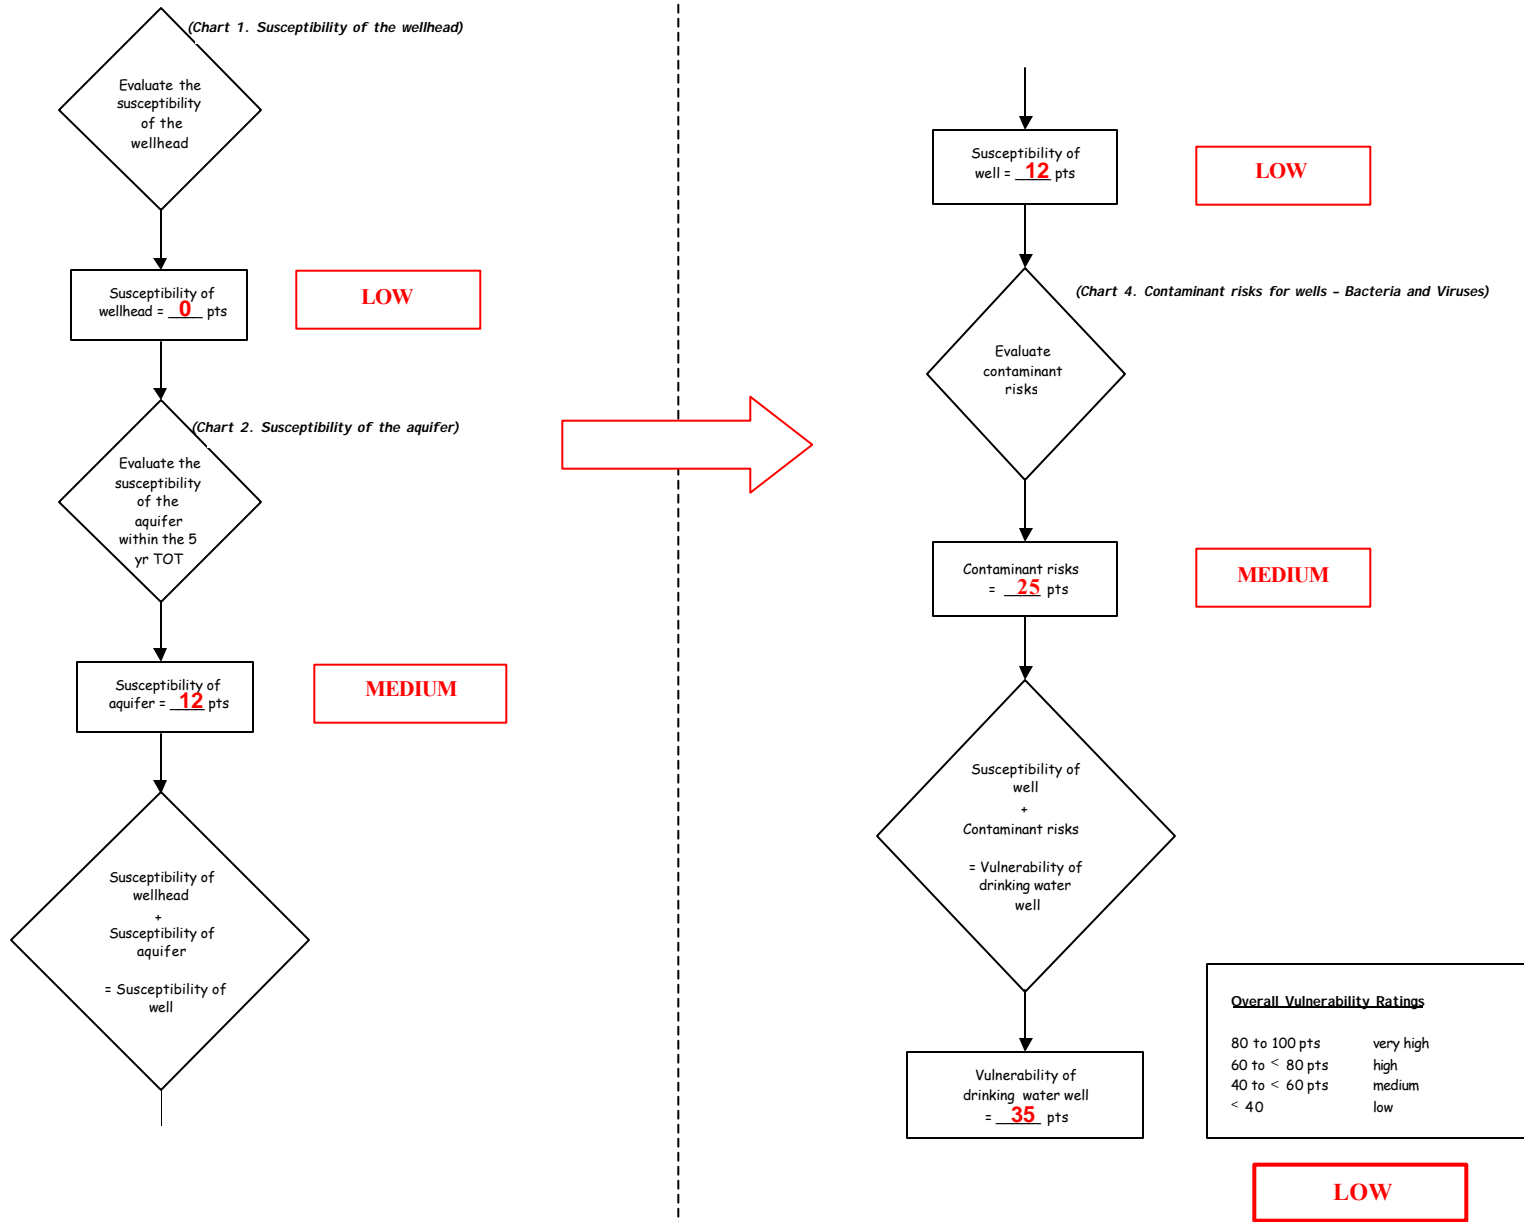 (Chart 1. Susceptibility of the wellhead)
Evaluate the
susceptibility
of the
wellhead
Susceptibility of
wellhead = 0 pts
LOW
(Chart 2. Susceptibility of the aquifer)
Evaluate the
susceptibility
of the
aquifer
within the 5
yr TOT
Susceptibility of
aquifer = 12 pts
MEDIUM
Susceptibility of
wellhead
+
Susceptibility of
aquifer
= Susceptibility of
well
Susceptibility of
well = 12 pts
LOW
(Chart 4. Contaminant risks for wells – Bacteria and Viruses)
Evaluate
contaminant
risks
Contaminant risks
= 25 pts
MEDIUM
Susceptibility of
well
+
Contaminant risks
= Vulnerability of
drinking water
well
Vulnerability of
drinking water well
= 35 pts
Overall Vulnerability Ratings
80 to 100 pts very high
60 to < 80 pts high
40 to < 60 pts medium
< 40 low
LOW